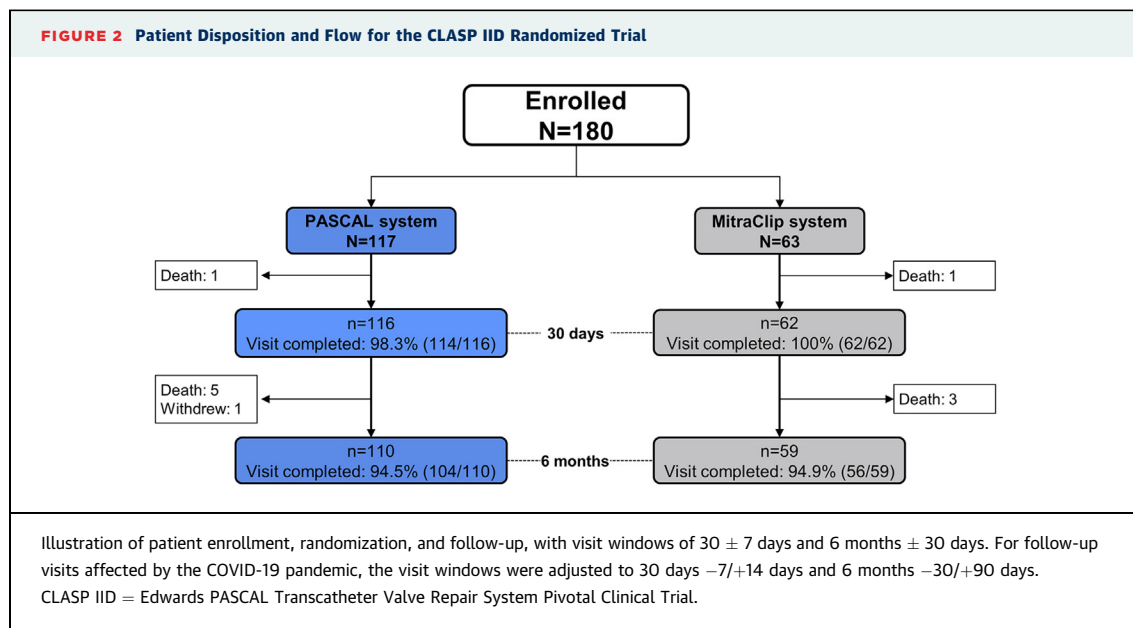 FIGURE 2 Patient Disposition and Flow for the CLASP IID Randomized Trial
Enrolled
N=180
PASCAL system
N=117
MitraClip system
N=63
Death: 1
Death: 1
n=116
Visit completed: 98.3% (114/116)
30 days
n=62
Visit completed: 100% (62/62)
Death: 5
Withdrew: 1
Death: 3
n=110
Visit completed: 94.5% (104/110)
6 months
n=59
Visit completed: 94.9% (56/59)
Illustration of patient enrollment, randomization, and follow-up, with visit windows of 30 ± 7 days and 6 months ± 30 days. For follow-up
visits affected by the COVID-19 pandemic, the visit windows were adjusted to 30 days −7/+14 days and 6 months −30/+90 days.
CLASP IID = Edwards PASCAL Transcatheter Valve Repair System Pivotal Clinical Trial.